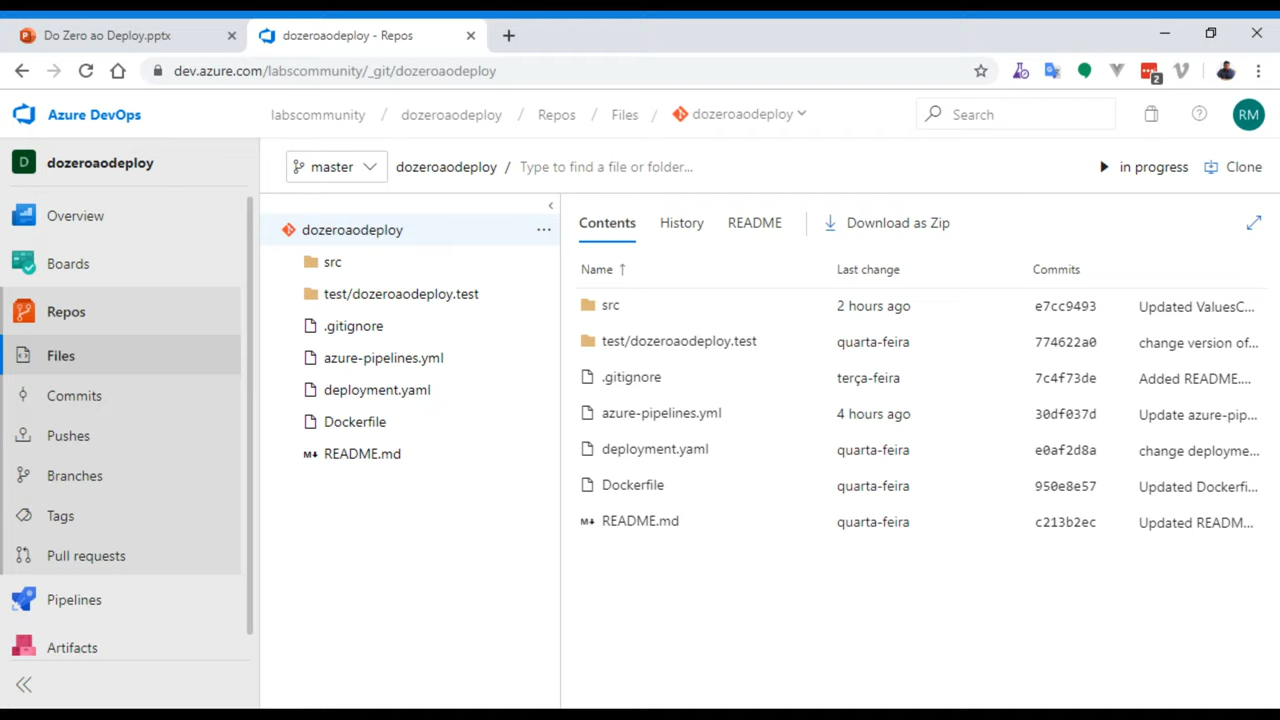 Do Zero ao Deploy.pptx
dozeroaodeploy - Repos
dev.azure.com/labscommunity/_git/dozeroaodeploy
2
Azure DevOps
labscommunity / dozeroaodeploy / Repos / Files / dozeroaodeploy
Search
RM
D dozeroaodeploy
master
dozeroaodeploy / Type to find a file or folder...
in progress
Clone
Overview
Boards
Repos
Files
Commits
Pushes
Branches
Tags
Pull requests
Pipelines
Artifacts
dozeroaodeploy ...
src
test/dozeroaodeploy.test
.gitignore
azure-pipelines.yml
deployment.yaml
Dockerfile
M↓ README.md
Contents History README Download as Zip
Name ↑ Last change Commits
src 2 hours ago e7cc9493 Updated ValuesC...
test/dozeroaodeploy.test quarta-feira 774622a0 change version of...
.gitignore terça-feira 7c4f73de Added README....
azure-pipelines.yml 4 hours ago 30df037d Update azure-pip...
deployment.yaml quarta-feira e0af2d8a change deployme...
Dockerfile quarta-feira 950e8e57 Updated Dockerfi...
M↓ README.md quarta-feira c213b2ec Updated READM...